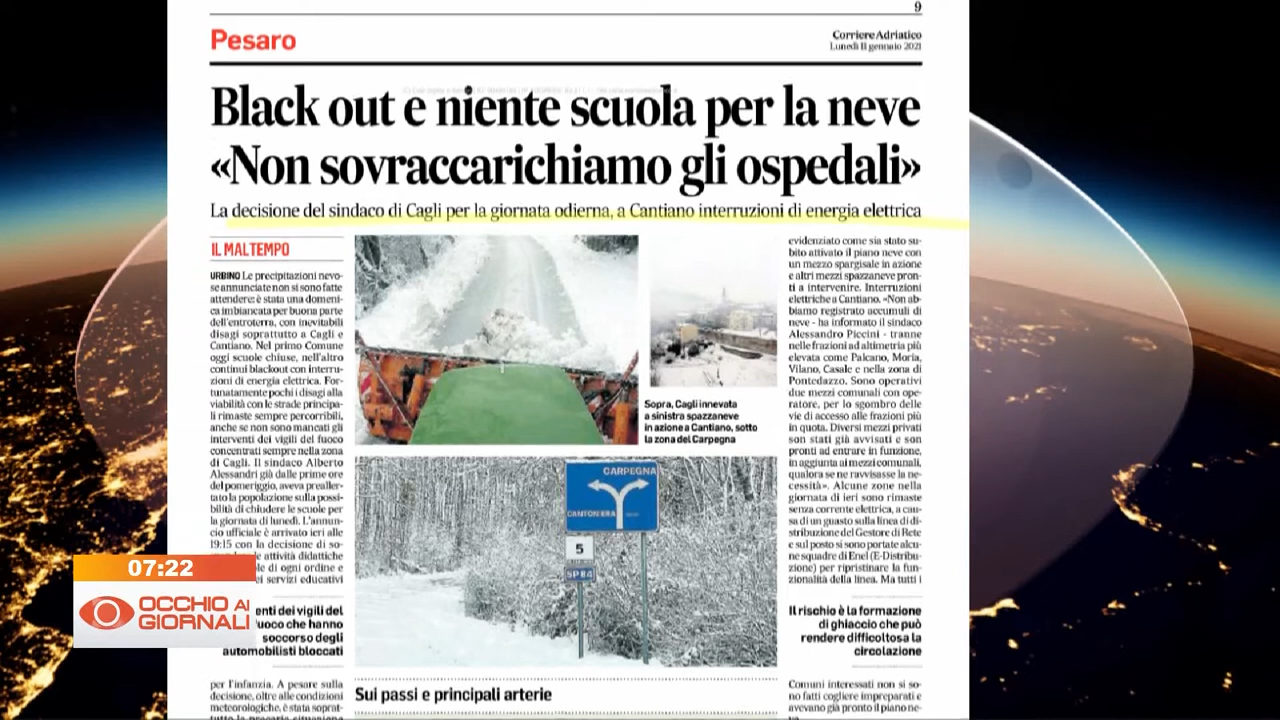 9
Pesaro
Corriere Adriatico
Lunedì 11 gennaio 2021
Black out e niente scuola per la neve
«Non sovraccarichiamo gli ospedali»
La decisione del sindaco di Cagli per la giornata odierna, a Cantiano interruzioni di energia elettrica
IL MALTEMPO
URBINO Le precipitazioni nevo-
se annunciate non si sono fatte
attendere: è stata una domeni-
ca imbiancata per buona parte
dell'entroterra, con inevitabili
disagi soprattutto a Cagli e
Cantiano. Nel primo Comune
oggi scuole chiuse, nell'altro
continui blackout con interru-
zioni di energia elettrica. For-
tunatamente pochi i disagi alla
viabilità con le strade principa-
li rimaste sempre percorribili,
anche se non sono mancati gli
interventi dei vigili del fuoco
concentrati sempre nella zona
di Cagli. Il sindaco Alberto
Alessandri già dalle prime ore
del pomeriggio, aveva prealler-
tato la popolazione sulla possi-
bilità di chiudere le scuole per
la giornata di lunedì. L'annun-
cio ufficiale è arrivato ieri alle
19:15 con la decisione di so-
le attività didattiche
le di ogni ordine e
ei servizi educativi
enti dei vigili del
uoco che hanno
soccorso degli
automobilisti bloccati
per l'infanzia. A pesare sulla
decisione, oltre alle condizioni
meteorologiche, è stata soprat-
tutto la precaria situazione
CARPEGNA
CANTONIERA
5
SP 84
Sopra, Cagli innevata
a sinistra spazzaneve
in azione a Cantiano, sotto
la zona del Carpegna
Sui passi e principali arterie
evidenziato come sia stato su-
bito attivato il piano neve con
un mezzo spargisale in azione
e altri mezzi spazzaneve pron-
ti a intervenire. Interruzioni
elettriche a Cantiano. «Non ab-
biamo registrato accumuli di
neve - ha informato il sindaco
Alessandro Piccini - tranne
nelle frazioni ad altimetria più
elevata come Palcano, Moria,
Vilano, Casale e nella zona di
Pontedazzo. Sono operativi
due mezzi comunali con ope-
ratore, per lo sgombro delle
vie di accesso alle frazioni più
in quota. Diversi mezzi privati
son stati già avvisati e son
pronti ad entrare in funzione,
in aggiunta ai mezzi comunali,
qualora se ne ravvisasse la ne-
cessità». Alcune zone nella
giornata di ieri sono rimaste
senza corrente elettrica, a cau-
sa di un guasto sulla linea di di-
stribuzione del Gestore di Rete
e sul posto si sono portate alcu-
ne squadre di Enel (E-Distribu-
zione) per ripristinare la fun-
zionalità della linea. Ma tutti i
Il rischio è la formazione
di ghiaccio che può
rendere difficoltosa la
circolazione
Comuni interessati non si so-
no fatti cogliere impreparati e
avevano già pronto il piano ne-
va
07:22
OCCHIO AI
GIORNALI